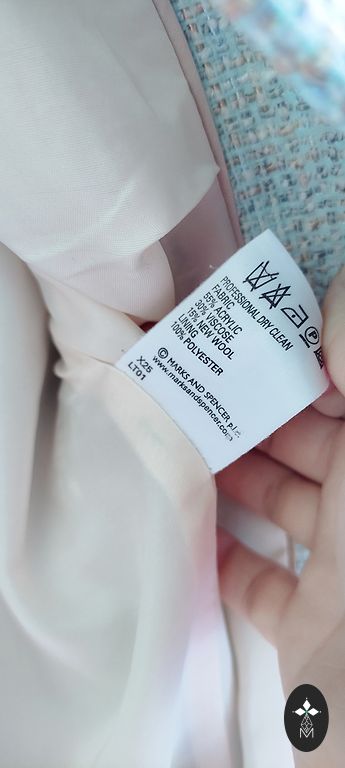 PROFESSIONAL DRY CLEAN
FABRIC
55% ACRYLIC
30% VISCOSE
15% NEW WOOL
LINING
100% POLYESTER
© MARKS AND SPENCER p.l.c.
www.marksandspencer.com
X25
LT01
P
M